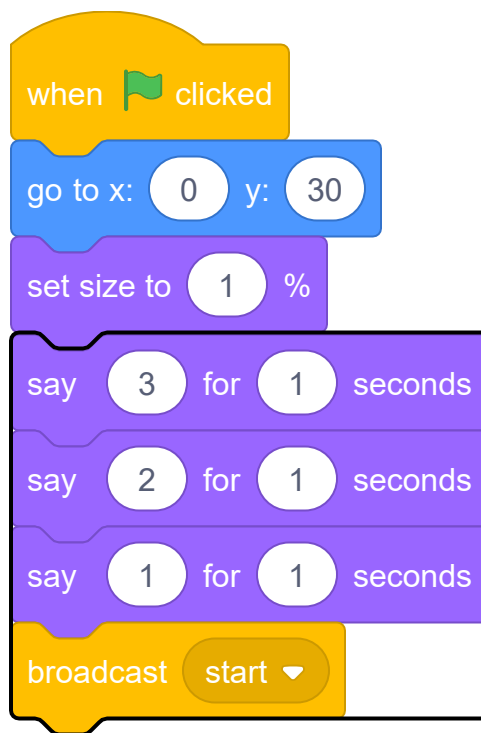 when clicked
go to x: 0 y: 30
set size to 1 %
say 3 for 1 seconds
say 2 for 1 seconds
say 1 for 1 seconds
broadcast start